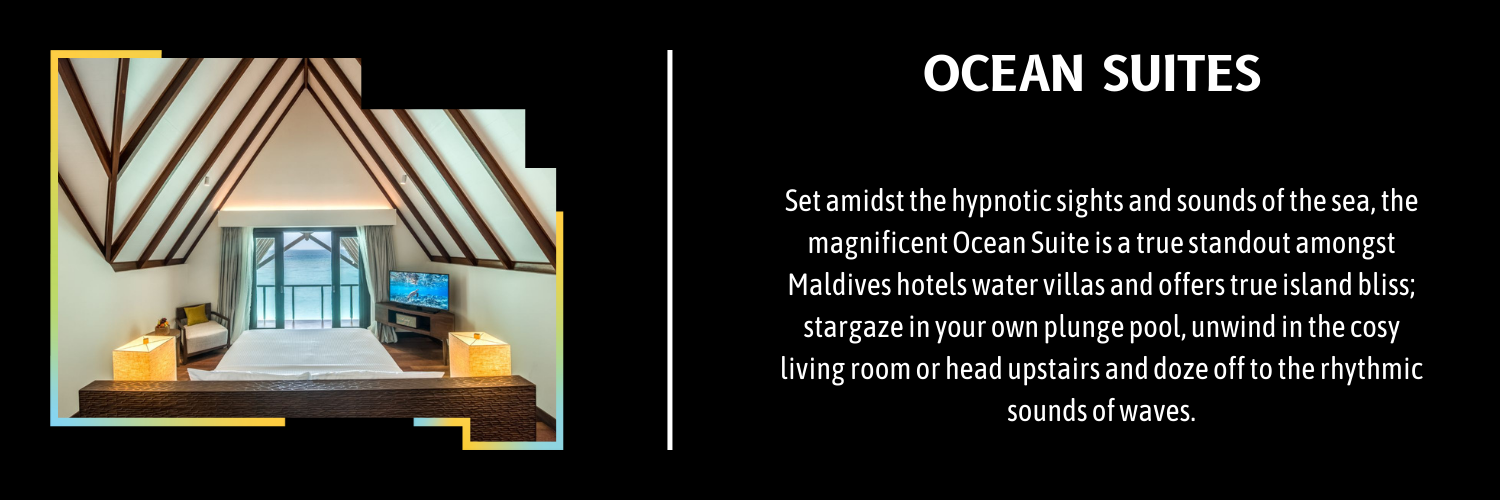 OCEAN SUITES
Set amidst the hypnotic sights and sounds of the sea, the
magnificent Ocean Suite is a true standout amongst
Maldives hotels water villas and offers true island bliss;
stargaze in your own plunge pool, unwind in the cosy
living room or head upstairs and doze off to the rhythmic
sounds of waves.